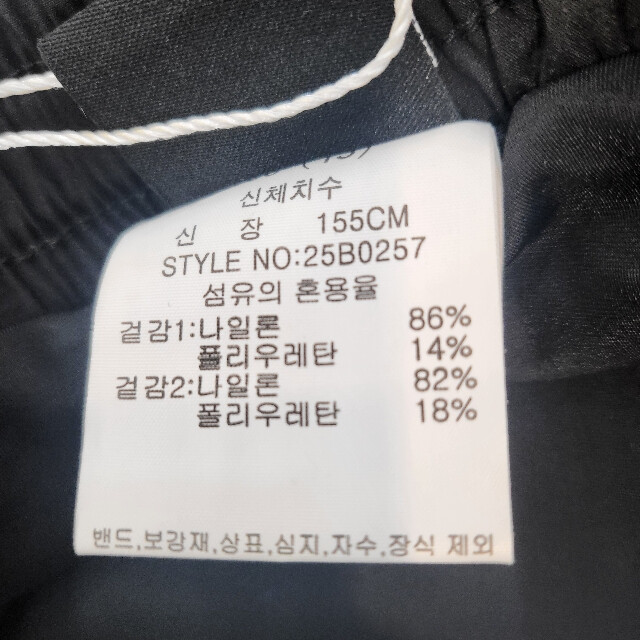 신체치수
신 장 155CM
STYLE NO:25B0257
섬유의 혼용율
겉감1:나일론 86%
폴리우레탄 14%
겉감2:나일론 82%
폴리우레탄 18%
밴드,보강재,상표,심지,자수,장식 제외